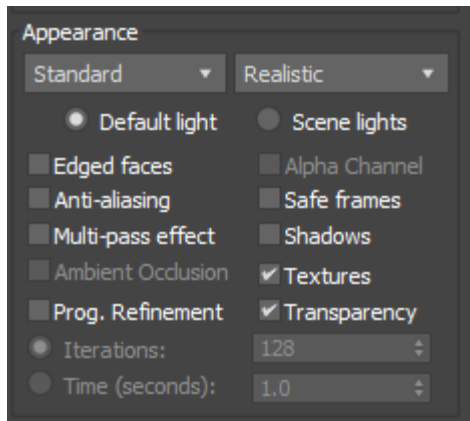 Appearance
Standard Realistic
Default light Scene lights
Edged faces Alpha Channel
Anti-aliasing Safe frames
Multi-pass effect Shadows
Ambient Occlusion Textures
Prog. Refinement Transparency
Iterations: 128
Time (seconds): 1.0